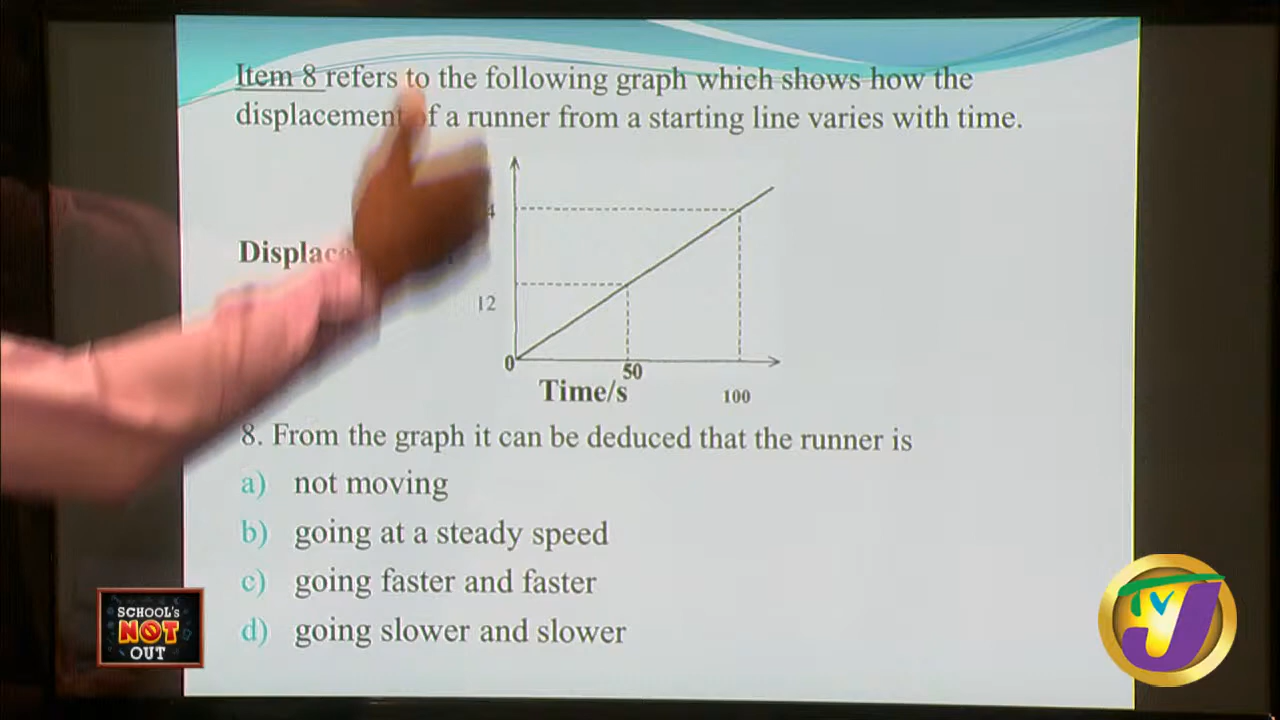 Item 8 refers to the following graph which shows how the
displacement of a runner from a starting line varies with time.
12
0
50
Time/s
100
8. From the graph it can be deduced that the runner is
a) not moving
b) going at a steady speed
c) going faster and faster
d) going slower and slower
SCHOOL's
NOT
OUT
TVJ